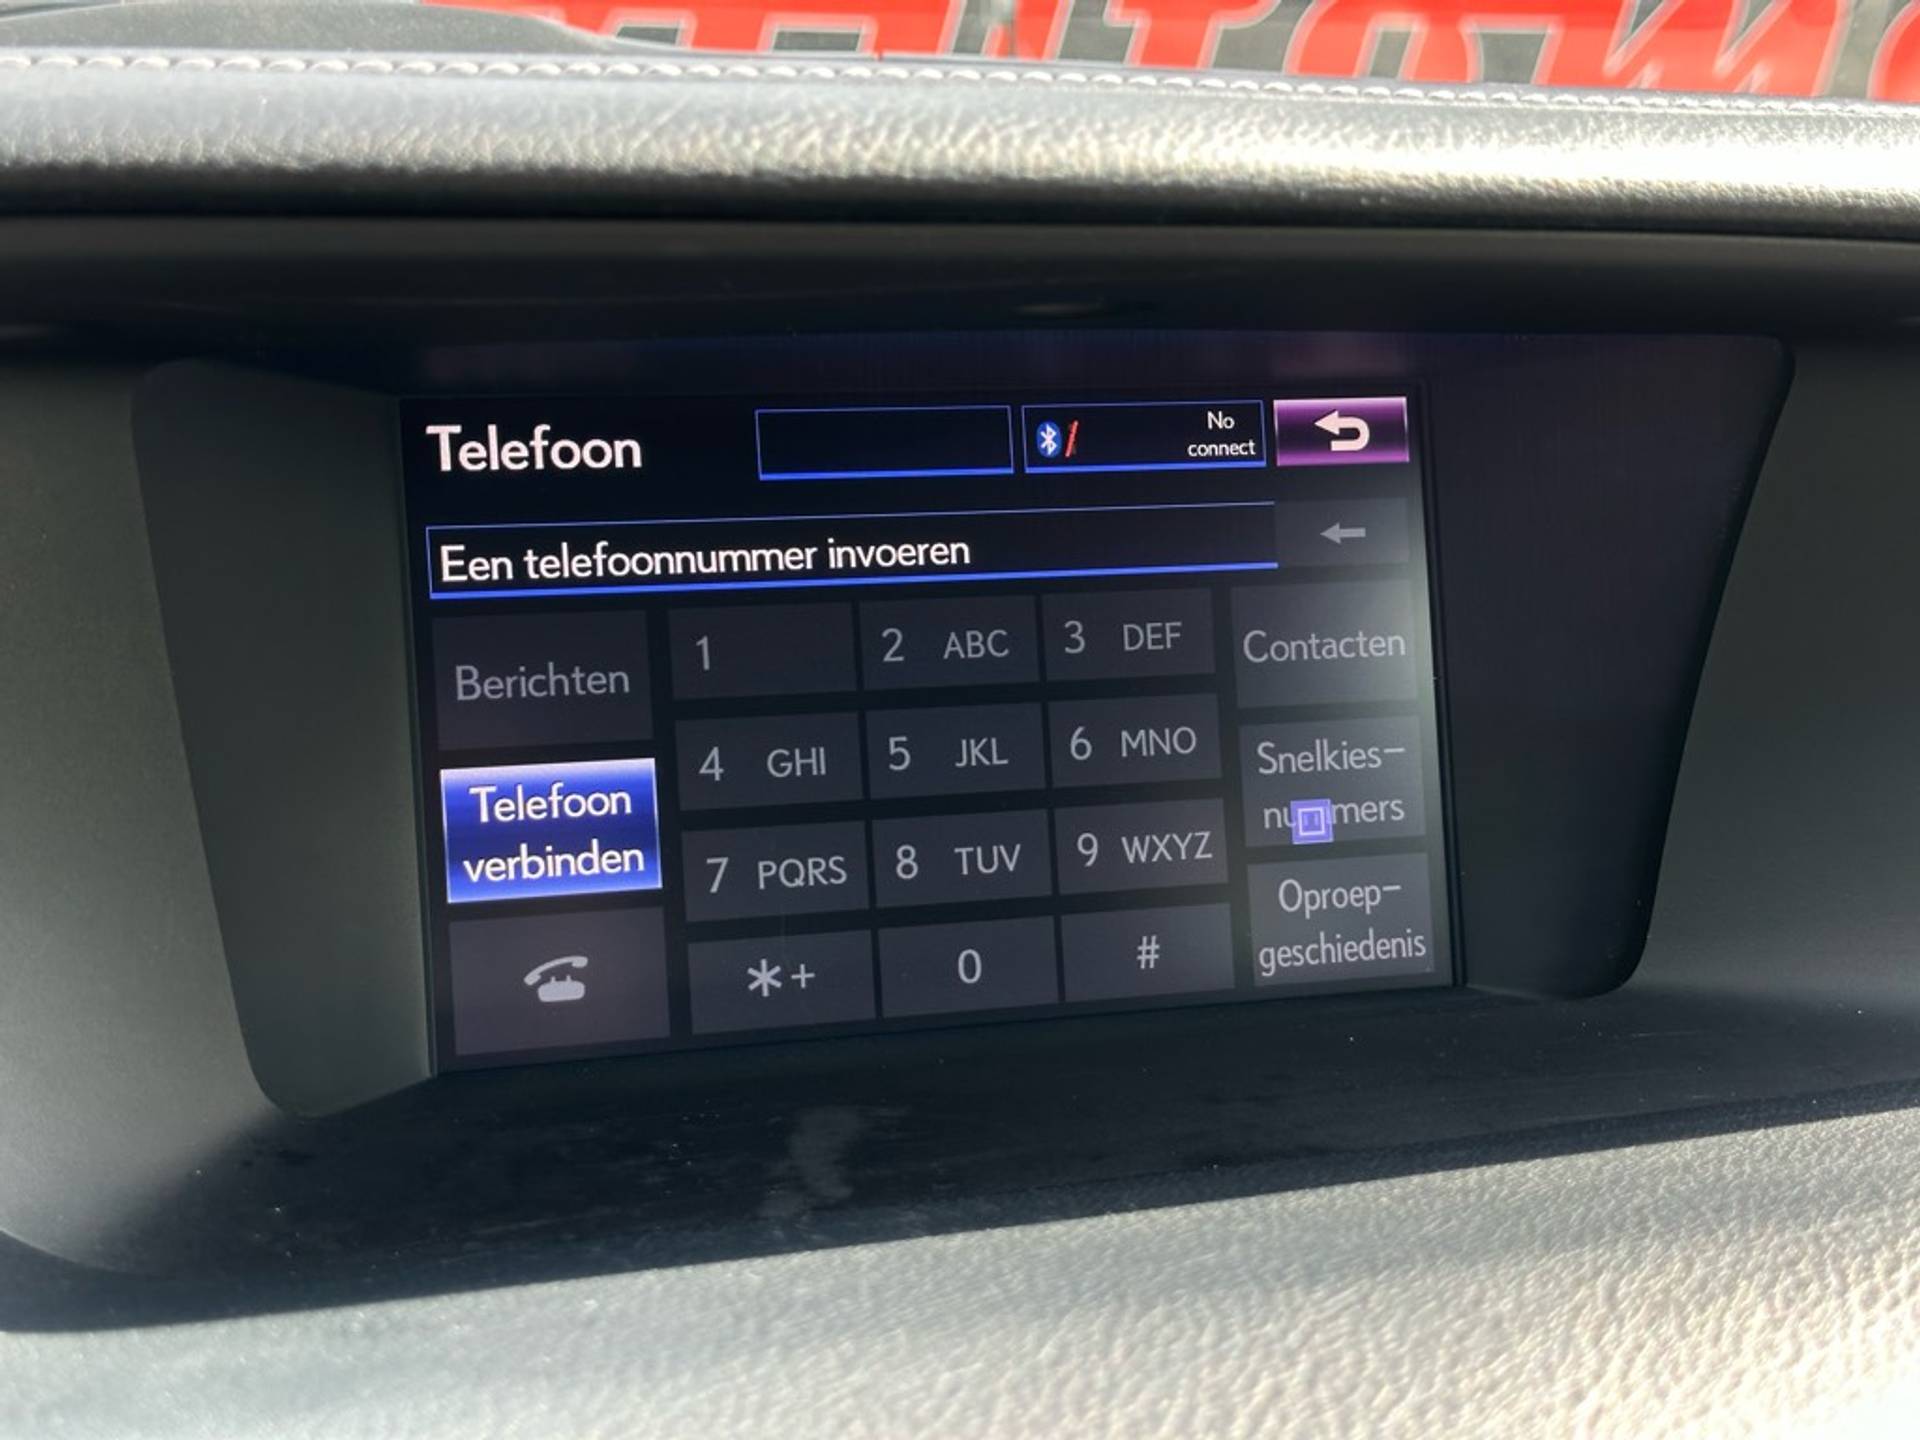 Telefoon
No
connect
Een telefoonnummer invoeren
Berichten
1
2 ABC
3 DEF
Contacten
4 GHI
5 JKL
6 MNO
Snelkies-
nummers
Telefoon
verbinden
7 PQRS
8 TUV
9 WXYZ
Oproep-
geschiedenis
*+
0
#